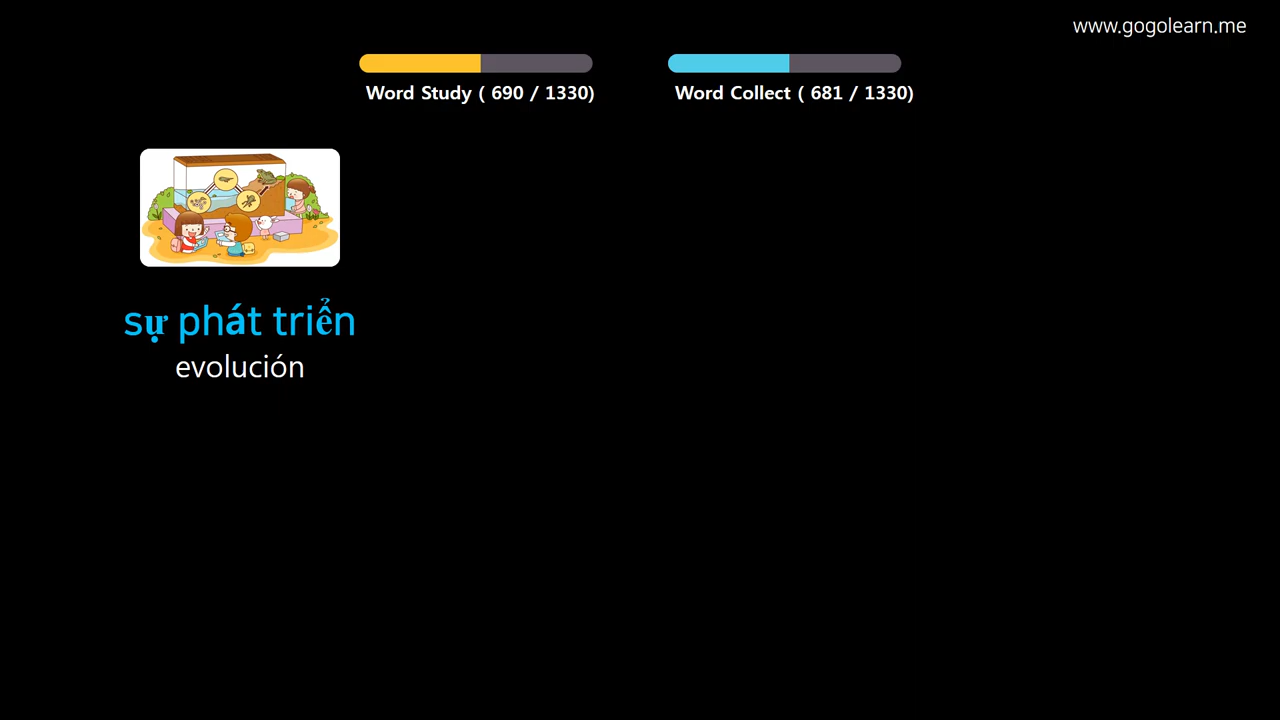 www.gogolearn.me
Word Study ( 690 / 1330)
Word Collect ( 681 / 1330)
sự phát triển
evolución